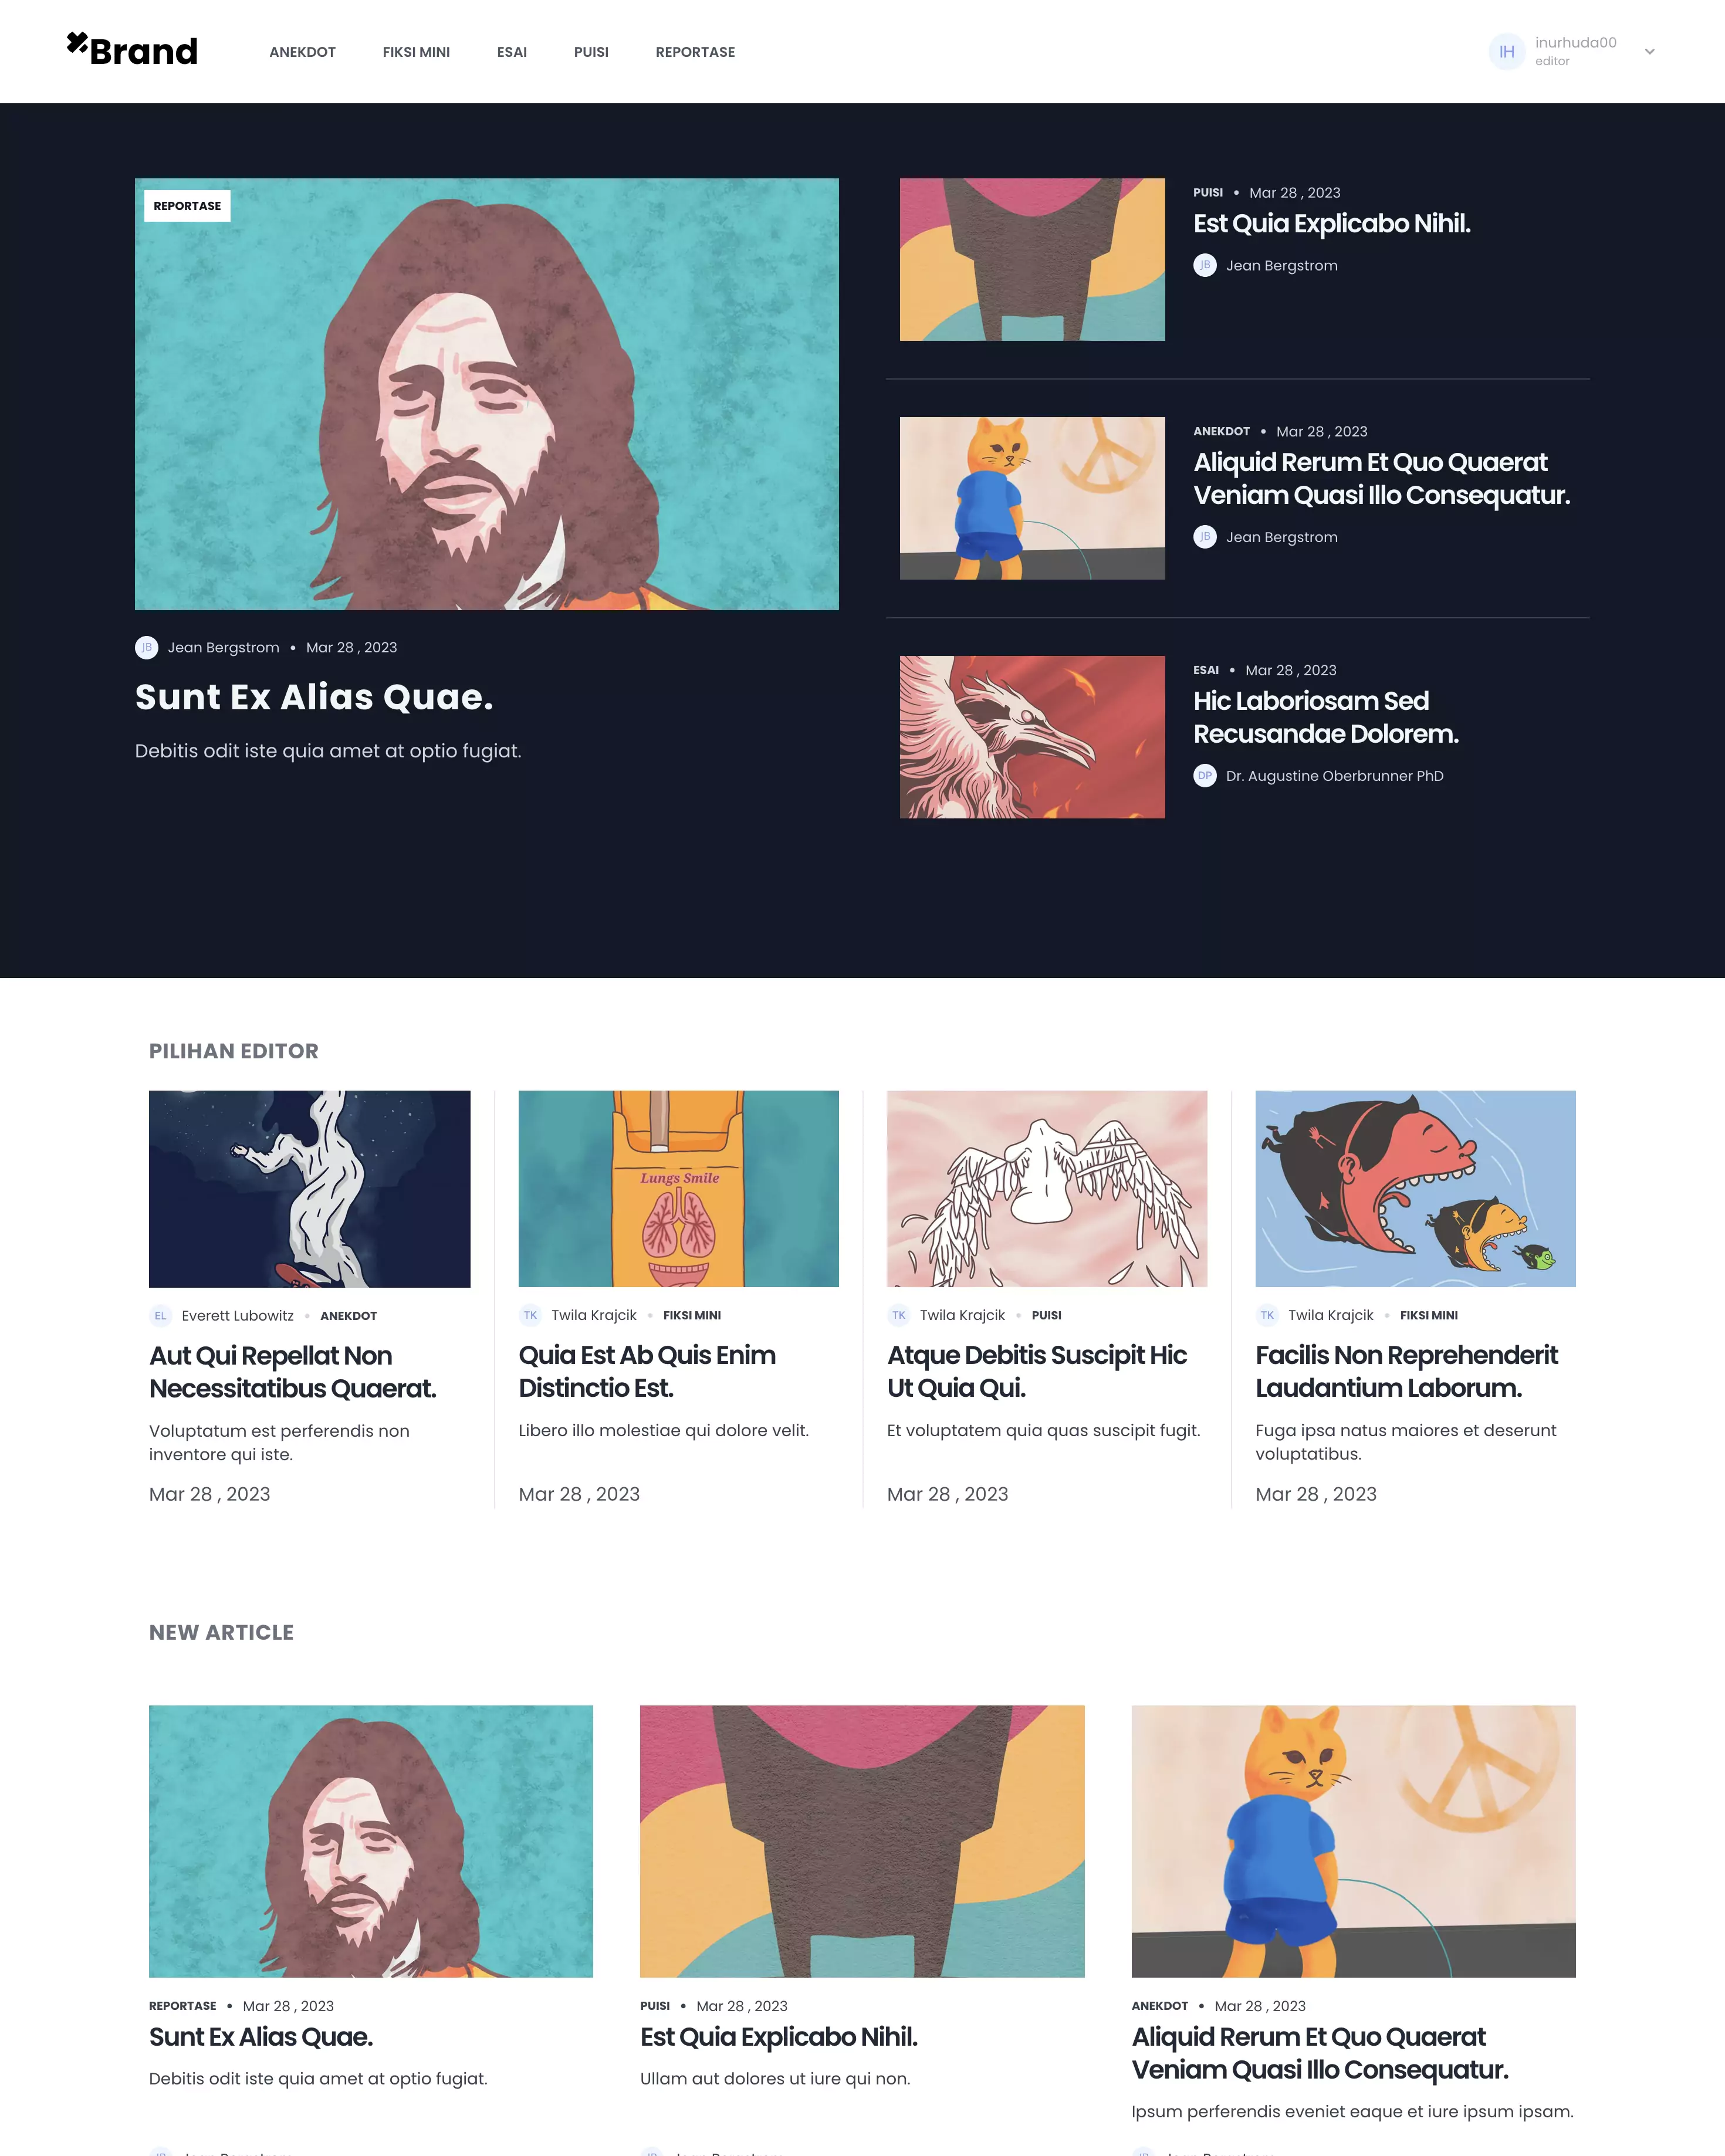 Brand
ANEKDOT
FIKSI MINI
ESAI
PUISI
REPORTASE
IH
inurhuda00
editor
REPORTASE
JB Jean Bergstrom • Mar 28 , 2023
Sunt Ex Alias Quae.
Debitis odit iste quia amet at optio fugiat.
PUISI • Mar 28 , 2023
Est Quia Explicabo Nihil.
JB Jean Bergstrom
ANEKDOT • Mar 28 , 2023
Aliquid Rerum Et Quo Quaerat
Veniam Quasi Illo Consequatur.
JB Jean Bergstrom
ESAI • Mar 28 , 2023
Hic Laboriosam Sed
Recusandae Dolorem.
DP Dr. Augustine Oberbrunner PhD
PILIHAN EDITOR
EL Everett Lubowitz • ANEKDOT
Aut Qui Repellat Non
Necessitatibus Quaerat.
Voluptatum est perferendis non
inventore qui iste.
Mar 28 , 2023
Lungs Smile
TK Twila Krajcik • FIKSI MINI
Quia Est Ab Quis Enim
Distinctio Est.
Libero illo molestiae qui dolore velit.
Mar 28 , 2023
TK Twila Krajcik • PUISI
Atque Debitis Suscipit Hic
Ut Quia Qui.
Et voluptatem quia quas suscipit fugit.
Mar 28 , 2023
TK Twila Krajcik • FIKSI MINI
Facilis Non Reprehenderit
Laudantium Laborum.
Fuga ipsa natus maiores et deserunt
voluptatibus.
Mar 28 , 2023
NEW ARTICLE
REPORTASE • Mar 28 , 2023
Sunt Ex Alias Quae.
Debitis odit iste quia amet at optio fugiat.
PUISI • Mar 28 , 2023
Est Quia Explicabo Nihil.
Ullam aut dolores ut iure qui non.
ANEKDOT • Mar 28 , 2023
Aliquid Rerum Et Quo Quaerat
Veniam Quasi Illo Consequatur.
Ipsum perferendis eveniet eaque et iure ipsum ipsam.